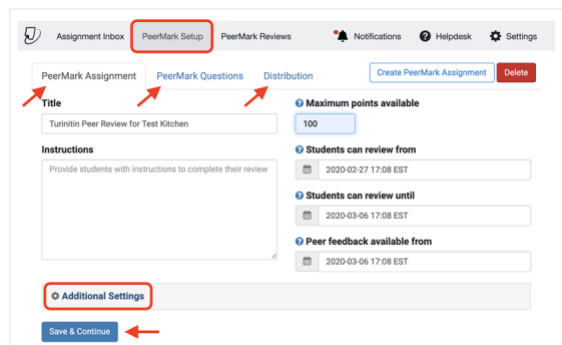 Assignment Inbox PeerMark Setup PeerMark Reviews Notifications Helpdesk Settings
PeerMark Assignment PeerMark Questions Distribution Create PeerMark Assignment Delete
Title
Turinitin Peer Review for Test Kitchen
Instructions
Provide students with instructions to complete their review
Maximum points available
100
Students can review from
2020-02-27 17:08 EST
Students can review until
2020-03-06 17:08 EST
Peer feedback available from
2020-03-06 17:08 EST
Additional Settings
Save & Continue